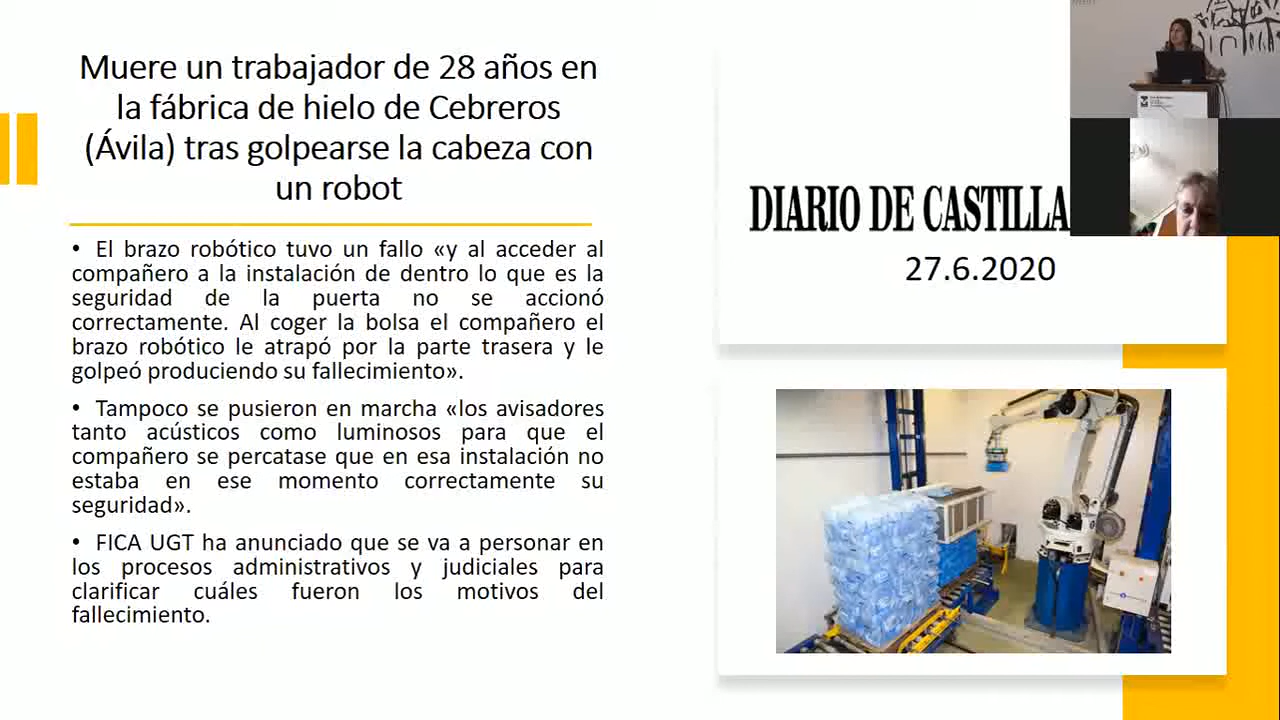 Muere un trabajador de 28 años en
la fábrica de hielo de Cebreros
(Ávila) tras golpearse la cabeza con
un robot
• El brazo robótico tuvo un fallo «y al acceder al
compañero a la instalación de dentro lo que es la
seguridad de la puerta no se accionó
correctamente. Al coger la bolsa el compañero el
brazo robótico le atrapó por la parte trasera y le
golpeó produciendo su fallecimiento».
• Tampoco se pusieron en marcha «los avisadores
tanto acústicos como luminosos para que el
compañero se percatase que en esa instalación no
estaba en ese momento correctamente su
seguridad».
• FICA UGT ha anunciado que se va a personar en
los procesos administrativos y judiciales para
clarificar cuáles fueron los motivos del
fallecimiento.
DIARIO DE CASTILLA
27.6.2020